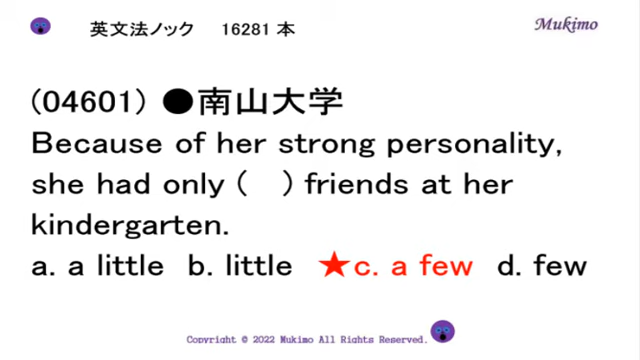 英文法ノック 16281 本
Mukimo
(04601) ●南山大学
Because of her strong personality,
she had only ( ) friends at her
kindergarten.
a. a little b. little ★c. a few d. few
Copyright @ 2022 Mukimo All Rights Reserved.